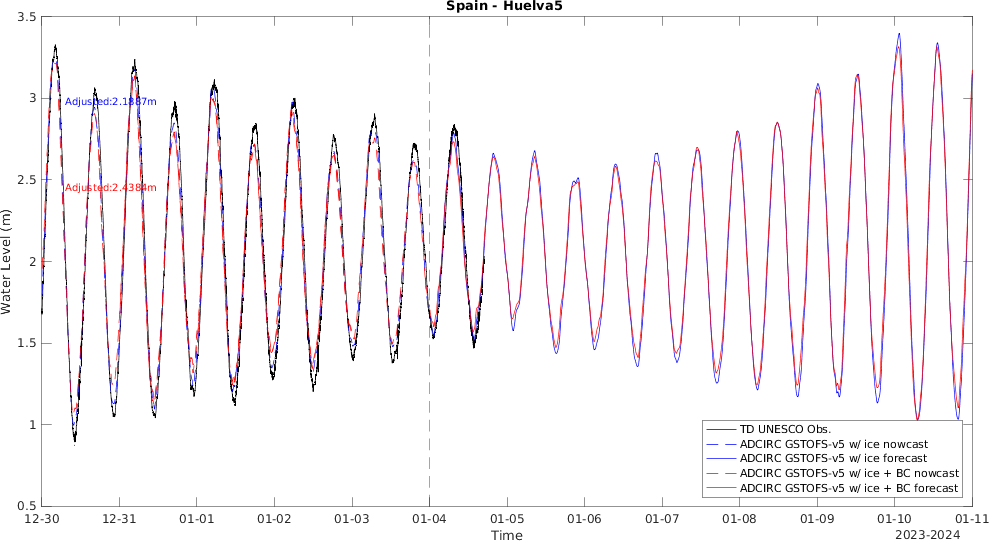 Spain - Huelva5
3.5
3
2.5
2
1.5
1
0.5
Water Level (m)
Adjusted:2.1887m
Adjusted:2.4384m
TD UNESCO Obs.
ADCIRC GSTOFS-v5 w/ ice nowcast
ADCIRC GSTOFS-v5 w/ ice forecast
ADCIRC GSTOFS-v5 w/ ice + BC nowcast
ADCIRC GSTOFS-v5 w/ ice + BC forecast
12-30 12-31 01-01 01-02 01-03 01-04 01-05 01-06 01-07 01-08 01-09 01-10 01-11
Time
2023-2024